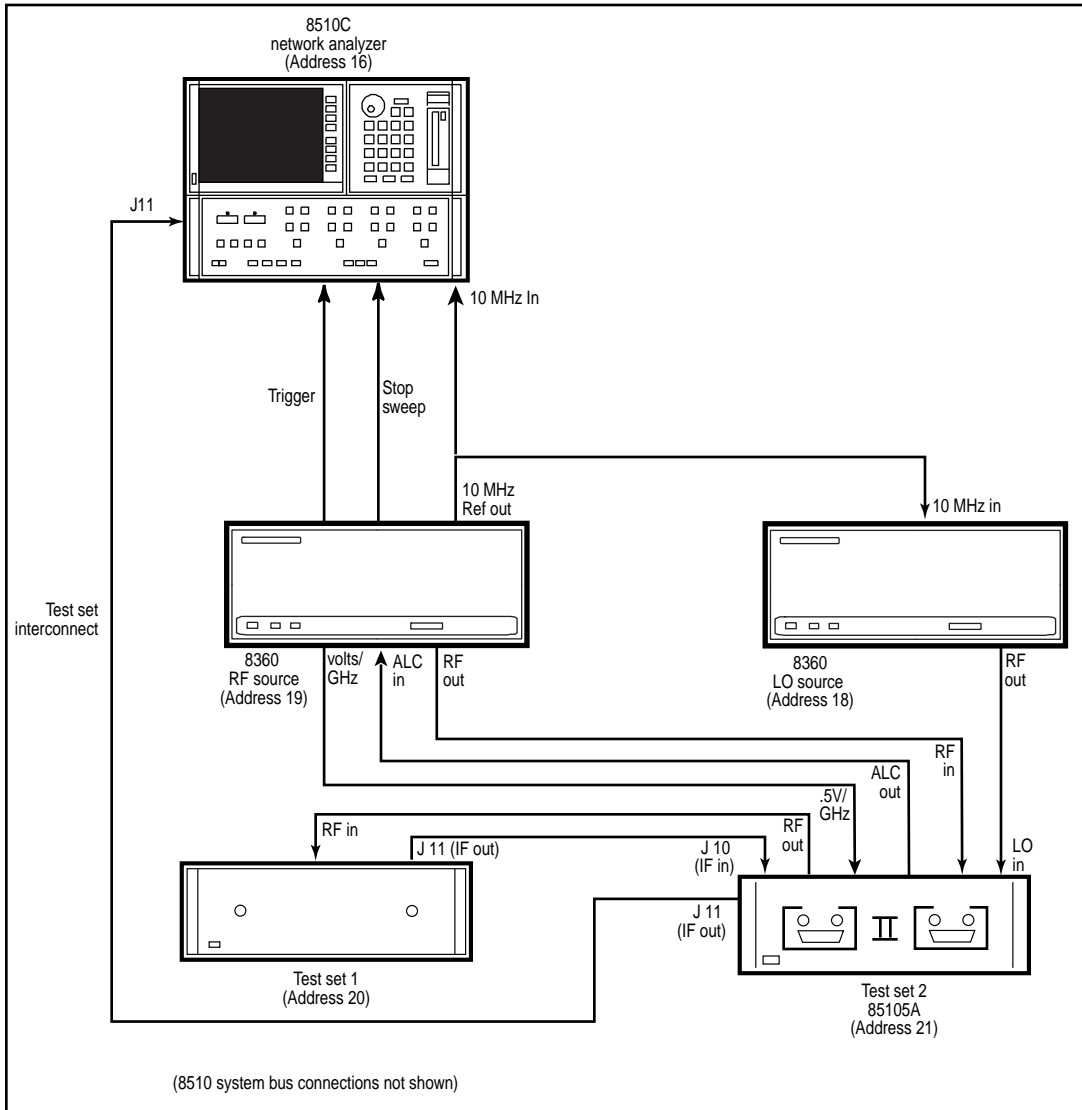 8510C
network analyzer
(Address 16)
J11
10 MHz In
Trigger
Stop
sweep
10 MHz
Ref out
10 MHz in
Test set
interconnect
8360
RF source
(Address 19)
volts/
GHz
ALC
in
RF
out
8360
LO source
(Address 18)
RF
out
RF
in
ALC
out
.5V/
GHz
RF
out
RF in
J 11 (IF out)
J 10
(IF in)
LO
in
J 11
(IF out)
Test set 1
(Address 20)
Test set 2
85105A
(Address 21)
(8510 system bus connections not shown)